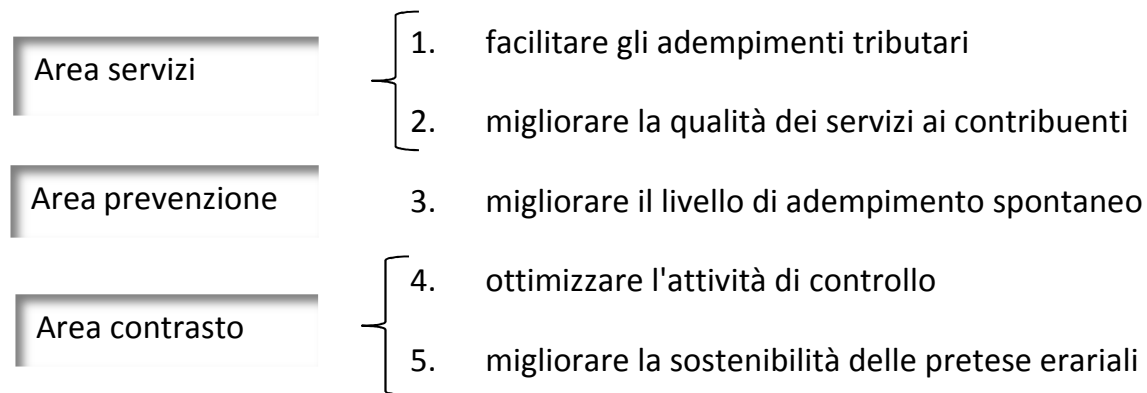 Area servizi
1. facilitare gli adempimenti tributari
2. migliorare la qualità dei servizi ai contribuenti
Area prevenzione
3. migliorare il livello di adempimento spontaneo
Area contrasto
4. ottimizzare l'attività di controllo
5. migliorare la sostenibilità delle pretese erariali